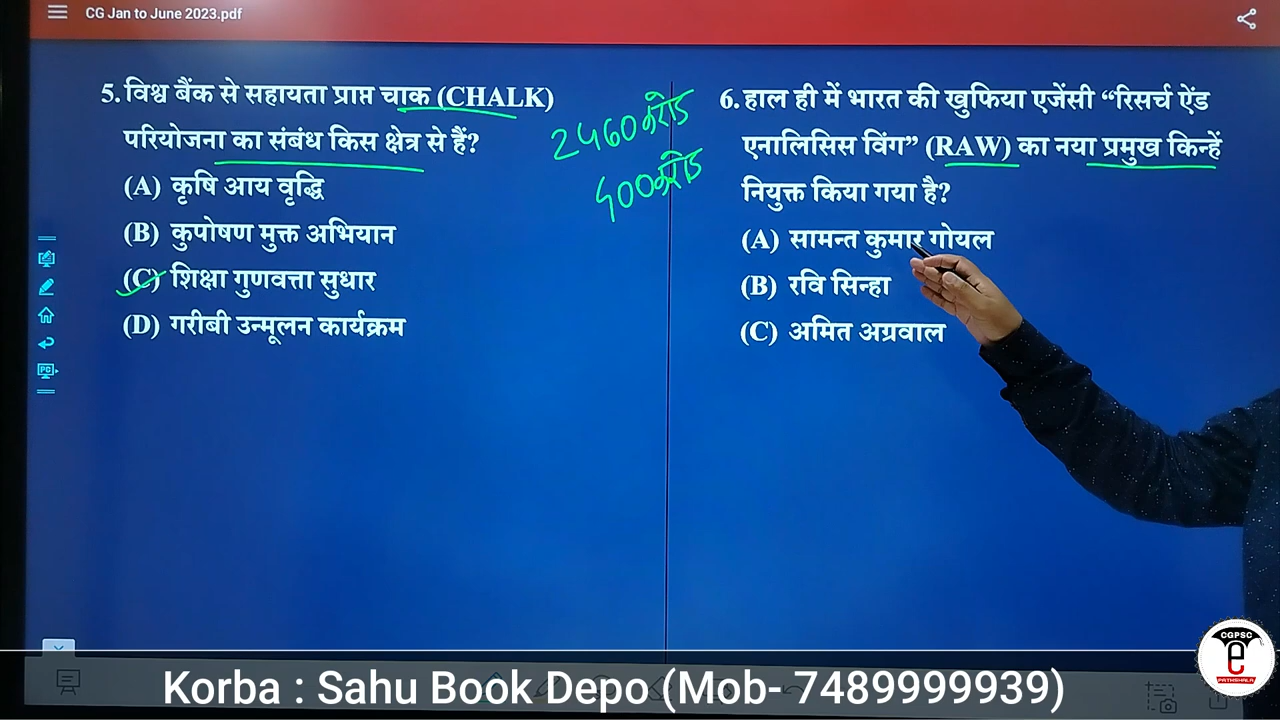 CG Jan to June 2023.pdf
5. विश्व बैंक से सहायता प्राप्त चाक (CHALK)
परियोजना का संबंध किस क्षेत्र से हैं?
(A) कृषि आय वृद्धि
(B) कुपोषण मुक्त अभियान
(C) शिक्षा गुणवत्ता सुधार
(D) गरीबी उन्मूलन कार्यक्रम
2460 करोड़
400 करोड़
6. हाल ही में भारत की खुफिया एजेंसी “रिसर्च ऐंड
एनालिसिस विंग” (RAW) का नया प्रमुख किन्हें
नियुक्त किया गया है?
(A) सामन्त कुमार गोयल
(B) रवि सिन्हा
(C) अमित अग्रवाल
CGPSC
e
PATHSHALA
Korba : Sahu Book Depo (Mob- 7489999939)